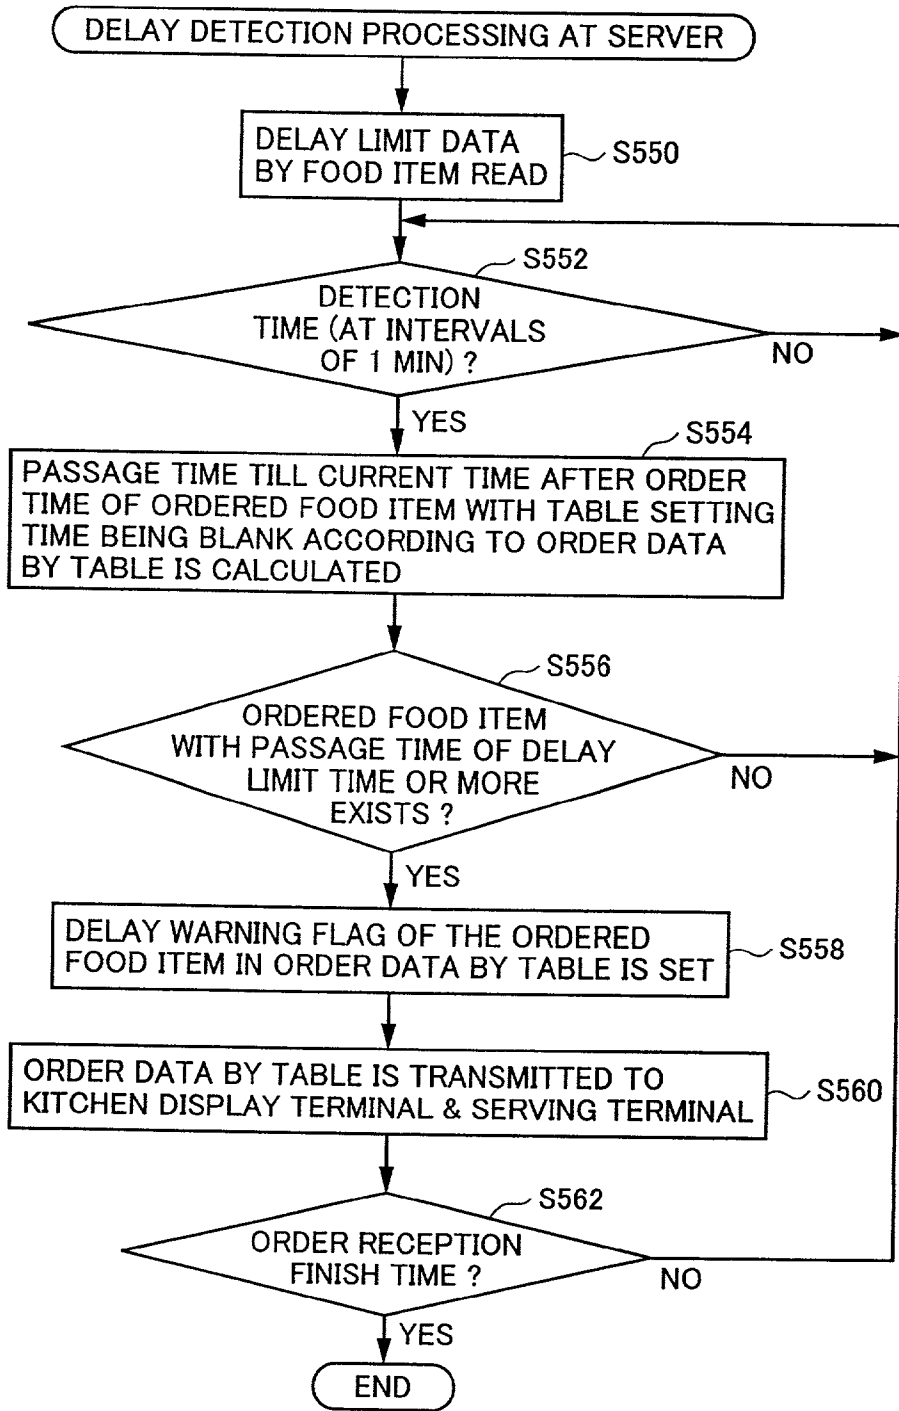 DELAY DETECTION PROCESSING AT SERVER
DELAY LIMIT DATA
BY FOOD ITEM READ
S550
S552
DETECTION
TIME (AT INTERVALS
OF 1 MIN) ?
NO
YES
S554
PASSAGE TIME TILL CURRENT TIME AFTER ORDER
TIME OF ORDERED FOOD ITEM WITH TABLE SETTING
TIME BEING BLANK ACCORDING TO ORDER DATA
BY TABLE IS CALCULATED
S556
ORDERED FOOD ITEM
WITH PASSAGE TIME OF DELAY
LIMIT TIME OR MORE
EXISTS ?
NO
YES
DELAY WARNING FLAG OF THE ORDERED
FOOD ITEM IN ORDER DATA BY TABLE IS SET
S558
ORDER DATA BY TABLE IS TRANSMITTED TO
KITCHEN DISPLAY TERMINAL & SERVING TERMINAL
S560
S562
ORDER RECEPTION
FINISH TIME ?
NO
YES
END